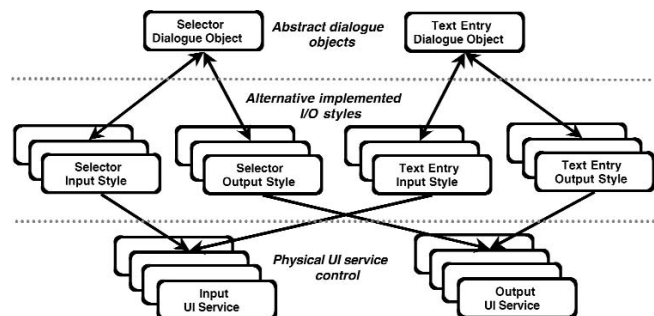 Selector
Dialogue Object
Abstract dialogue
objects
Text Entry
Dialogue Object
Alternative implemented
I/O styles
Selector
Input Style
Selector
Output Style
Text Entry
Input Style
Text Entry
Output Style
Physical UI service
control
Input
UI Service
Output
UI Service